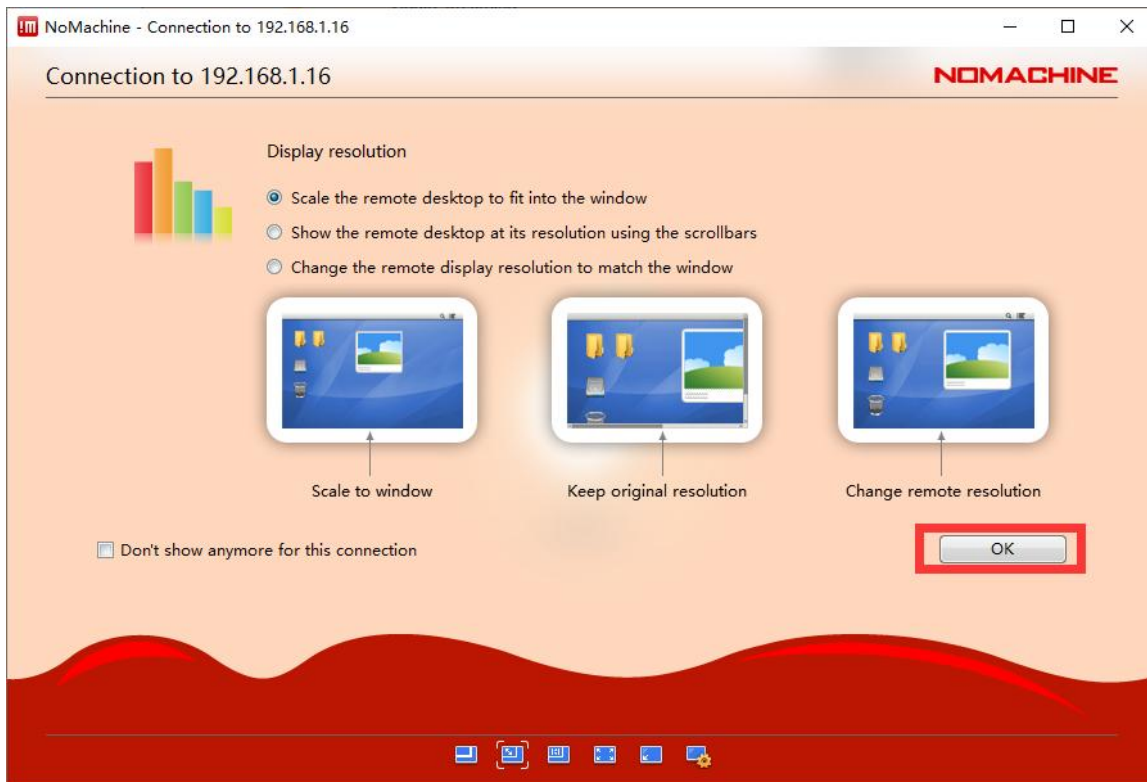 NoMachine - Connection to 192.168.1.16
Connection to 192.168.1.16
NOMACHINE
Display resolution
Scale the remote desktop to fit into the window
Show the remote desktop at its resolution using the scrollbars
Change the remote display resolution to match the window
Scale to window
Keep original resolution
Change remote resolution
Don't show anymore for this connection
OK